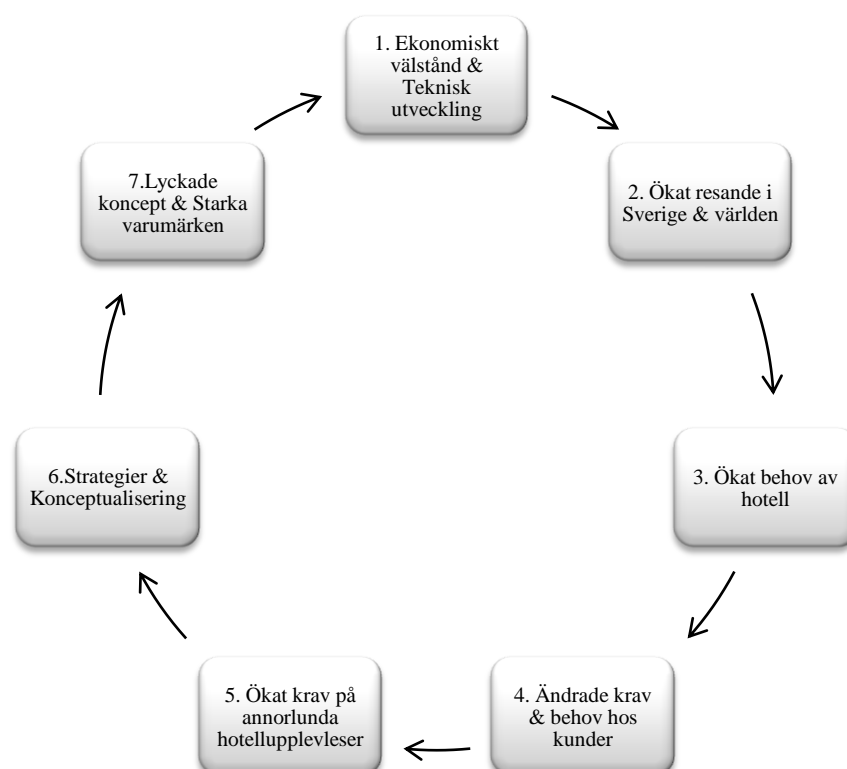 1. Ekonomiskt
välstånd &
Teknisk
utveckling
2. Ökat resande i
Sverige & världen
3. Ökat behov av
hotell
4. Ändrade krav
& behov hos
kunder
5. Ökat krav på
annorlunda
hotellupplevleser
6.Strategier &
Konceptualisering
7.Lyckade
koncept & Starka
varumärken